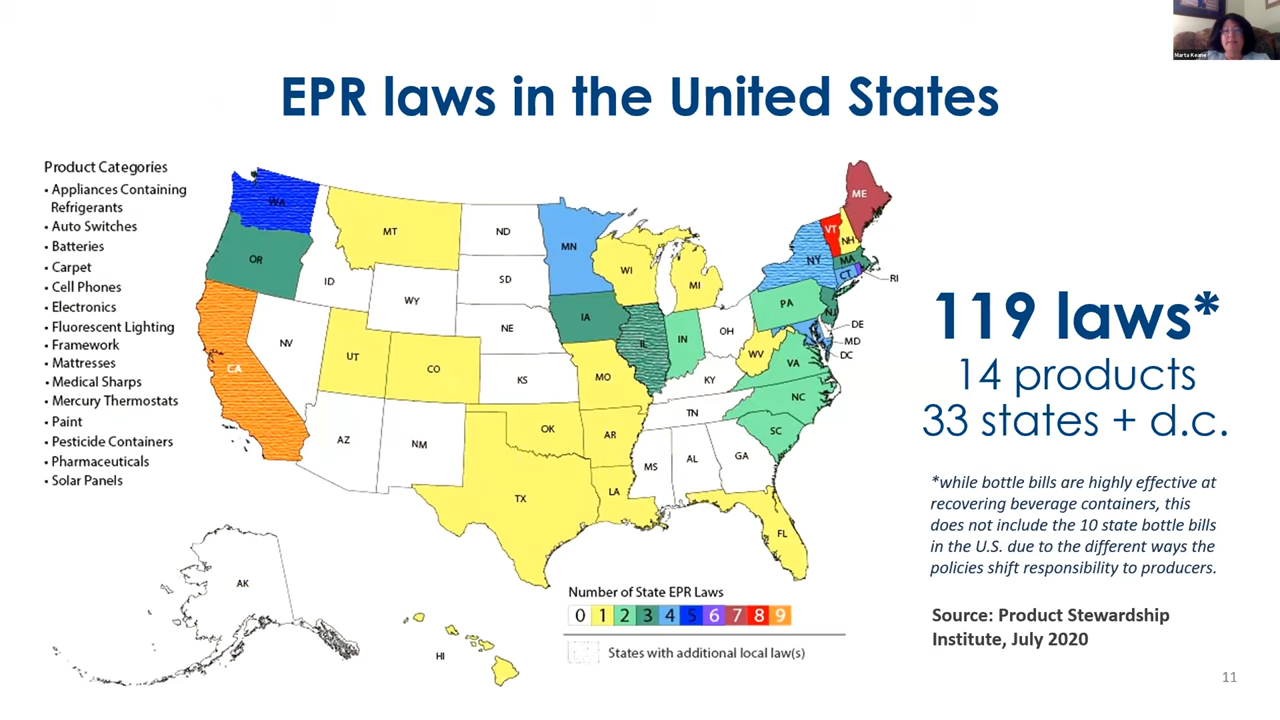 Marta Keane
EPR laws in the United States
Product Categories
• Appliances Containing
Refrigerants
• Auto Switches
• Batteries
• Carpet
• Cell Phones
• Electronics
• Fluorescent Lighting
• Framework
• Mattresses
• Medical Sharps
• Mercury Thermostats
• Paint
• Pesticide Containers
• Pharmaceuticals
• Solar Panels
WA
OR
CA
ID
NV
MT
WY
UT
AZ
CO
NM
ND
SD
NE
KS
OK
TX
MN
IA
MO
AR
LA
WI
IL
MI
IN
OH
KY
TN
MS
AL
GA
FL
SC
NC
VA
WV
PA
NY
VT
NH
ME
MA
CT
RI
NJ
DE
MD
DC
AK
HI
119 laws*
14 products
33 states + d.c.
*while bottle bills are highly effective at
recovering beverage containers, this
does not include the 10 state bottle bills
in the U.S. due to the different ways the
policies shift responsibility to producers.
Number of State EPR Laws
0 1 2 3 4 5 6 7 8 9
States with additional local law(s)
Source: Product Stewardship
Institute, July 2020
11